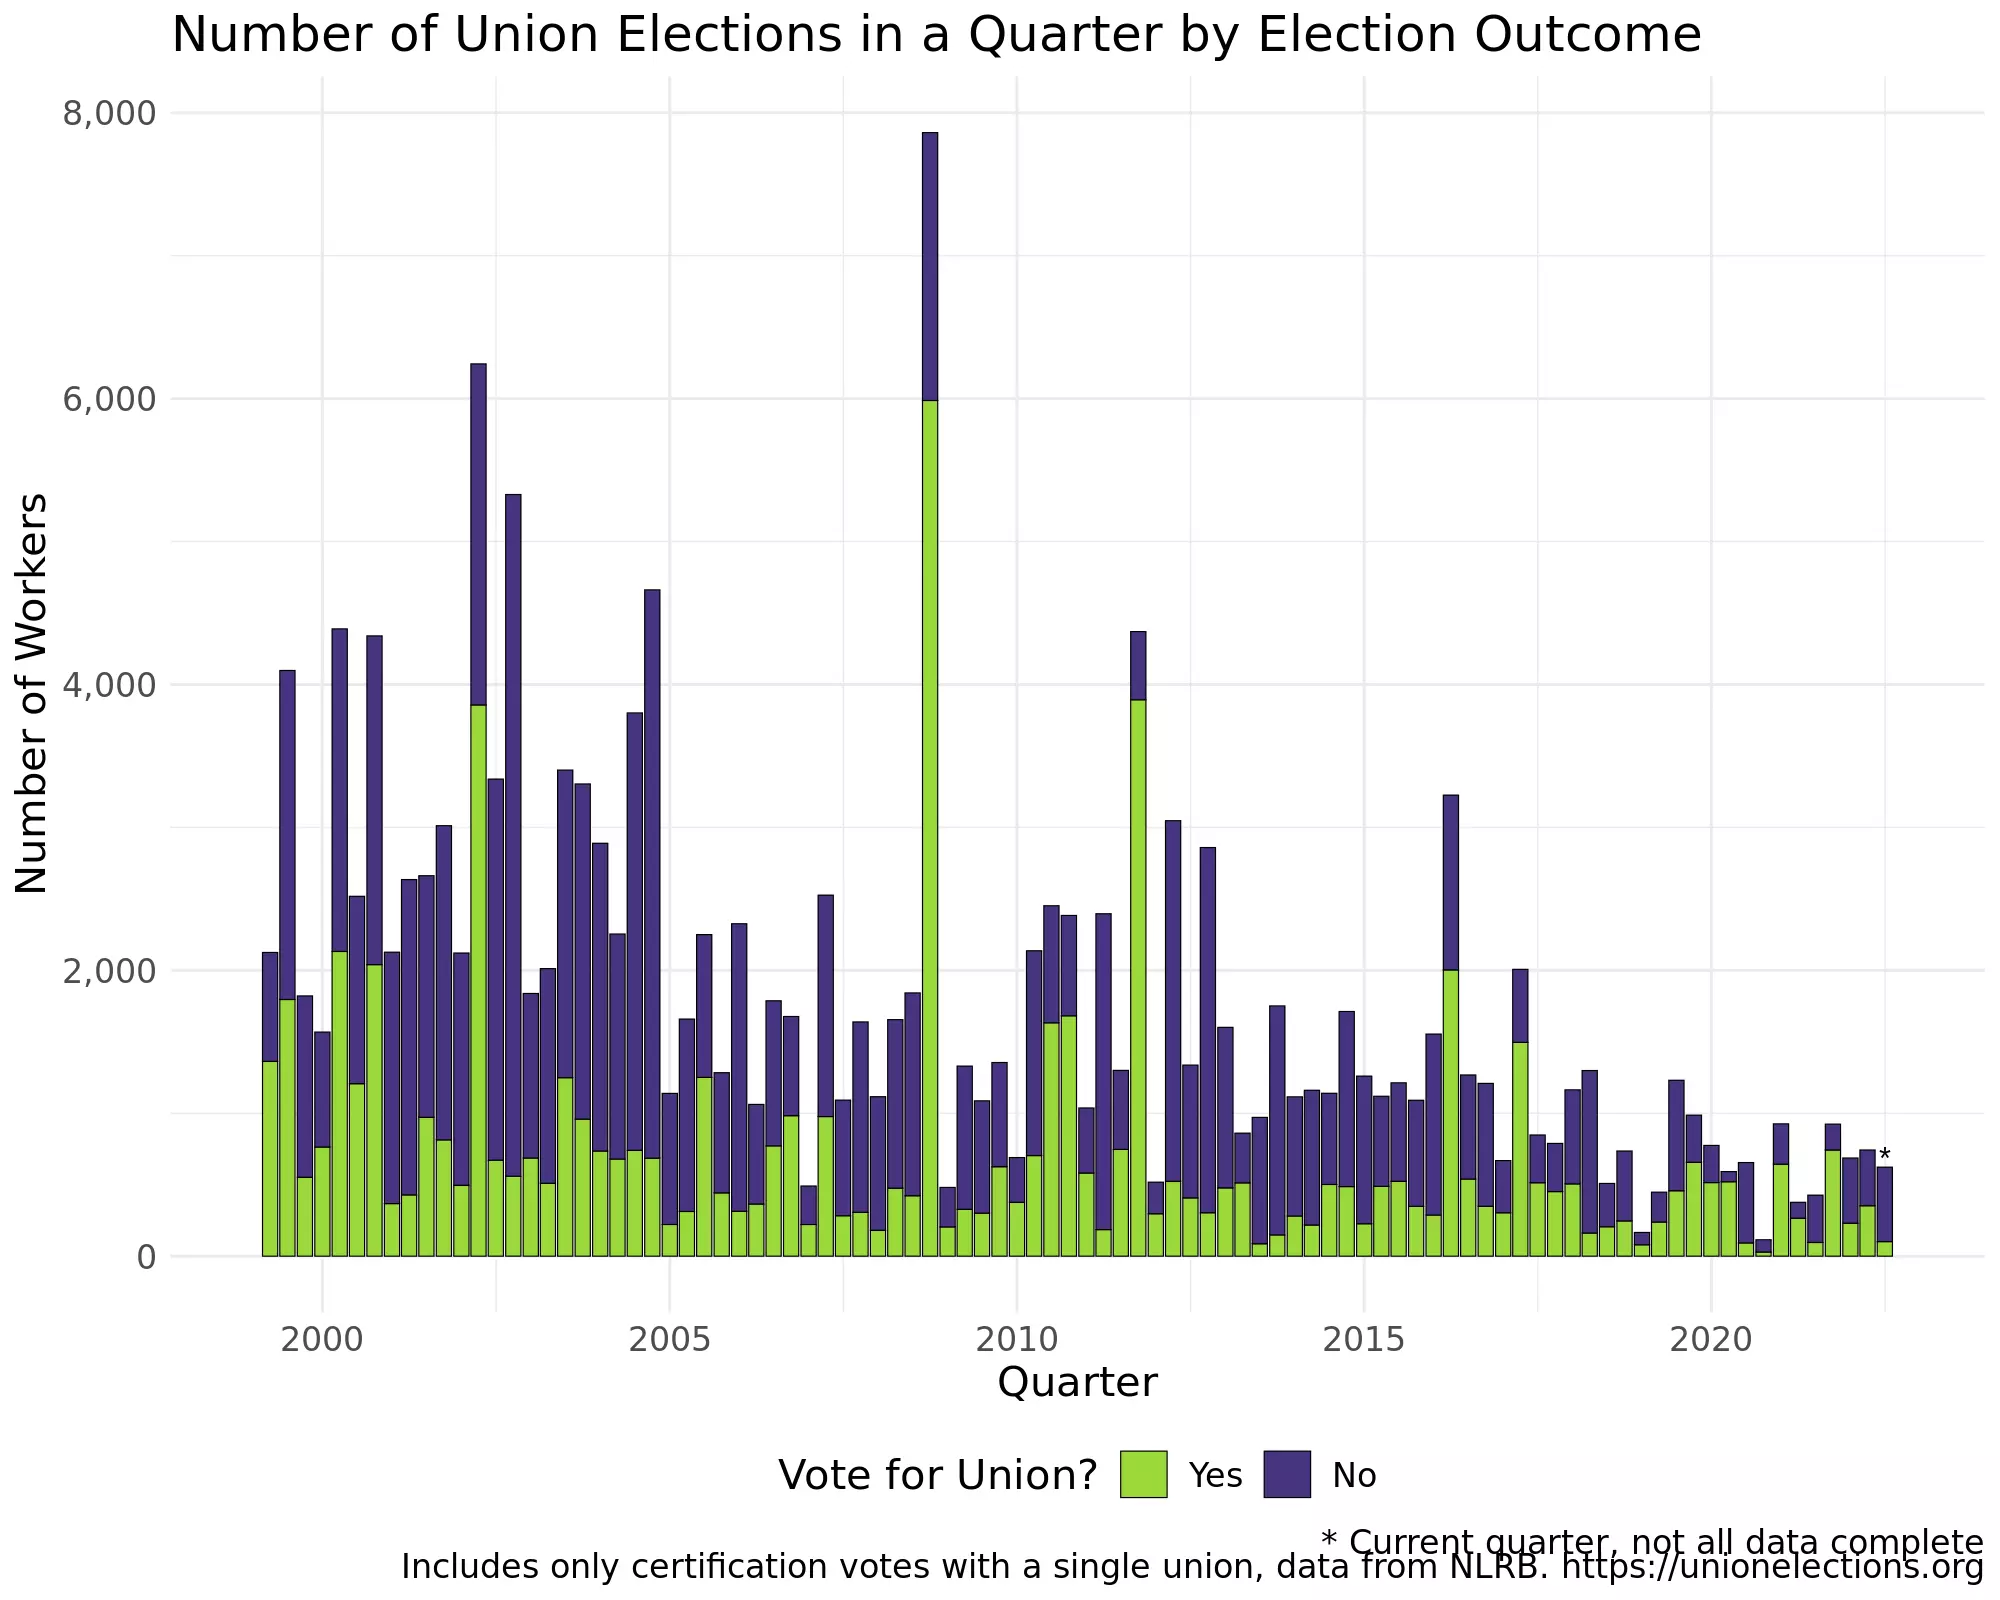 Number of Union Elections in a Quarter by Election Outcome
Number of Workers
8,000
6,000
4,000
2,000
0
*
2000 2005 2010 2015 2020
Quarter
Vote for Union? Yes No
* Current quarter, not all data complete
Includes only certification votes with a single union, data from NLRB. https://unionelections.org